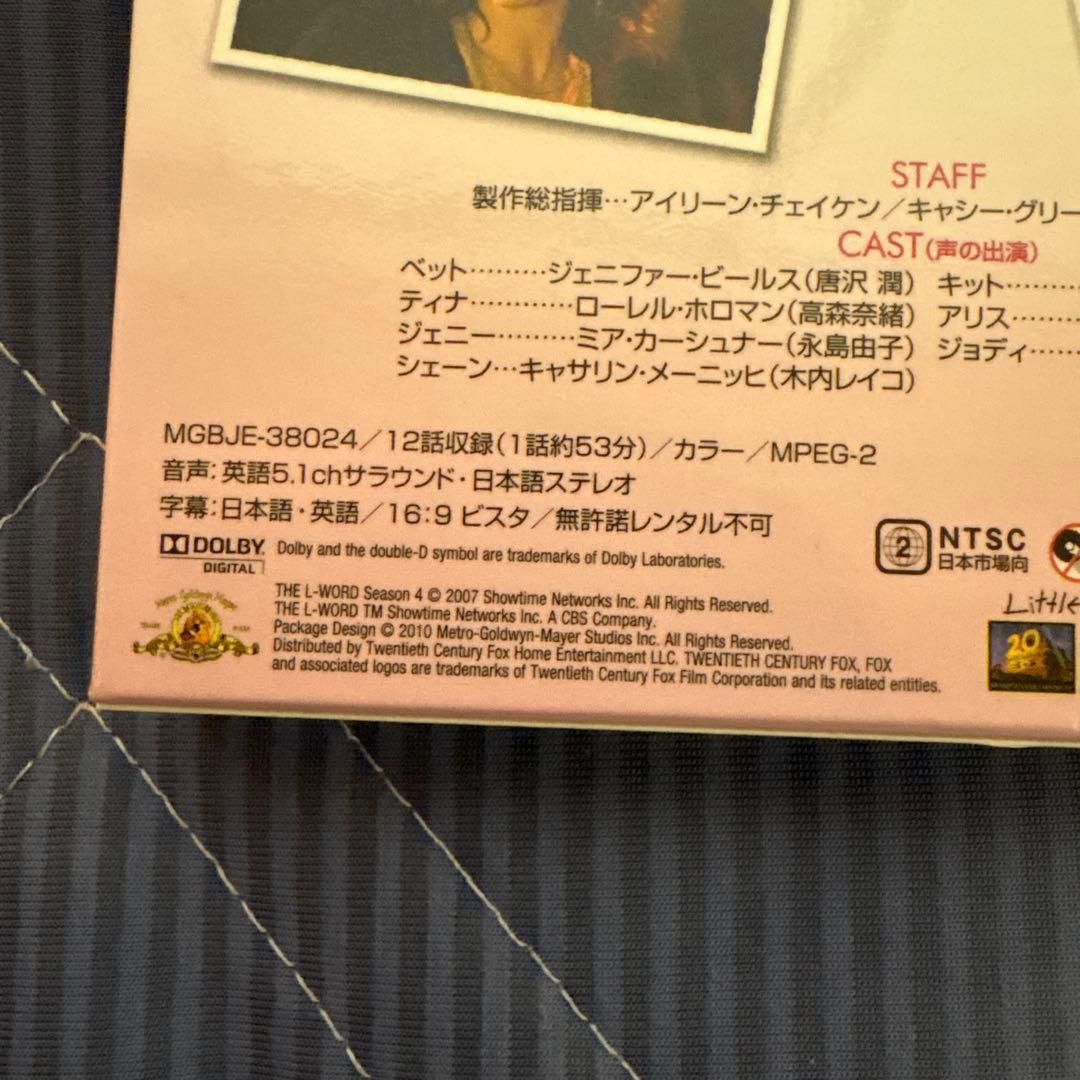 STAFF
製作総指揮…アイリーン・チェイケン／キャシー・グリー
CAST(声の出演)
ベット………ジェニファー・ビールス(唐沢 潤) キット………
ティナ…………ローレル・ホロマン(高森奈緒) アリス………
ジェニー………ミア・カーシュナー(永島由子) ジョディ……
シェーン…キャサリン・メーニッヒ(木内レイコ)
MGBJE-38024／12話収録(1話約53分)／カラー／MPEG-2
音声:英語5.1chサラウンド・日本語ステレオ
字幕:日本語・英語／16:9 ビスタ／無許諾レンタル不可
2 NTSC
日本市場向
DOLBY DIGITAL
Dolby and the double-D symbol are trademarks of Dolby Laboratories.
THE L-WORD Season 4 © 2007 Showtime Networks Inc. All Rights Reserved.
THE L-WORD TM Showtime Networks Inc. A CBS Company.
Package Design © 2010 Metro-Goldwyn-Mayer Studios Inc. All Rights Reserved.
Distributed by Twentieth Century Fox Home Entertainment LLC. TWENTIETH CENTURY FOX, FOX
and associated logos are trademarks of Twentieth Century Fox Film Corporation and its related entities.
Little
20